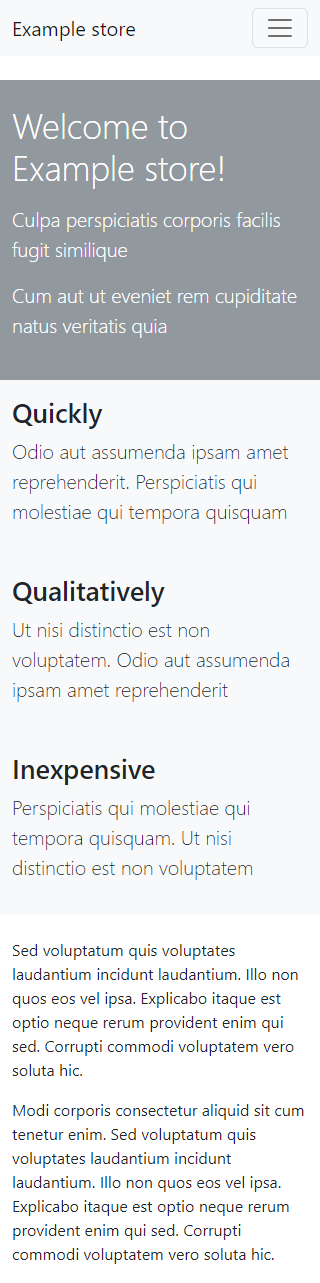 Example store
Welcome to
Example store!
Culpa perspiciatis corporis facilis
fugit similique
Cum aut ut eveniet rem cupiditate
natus veritatis quia
Quickly
Odio aut assumenda ipsam amet
reprehenderit. Perspiciatis qui
molestiae qui tempora quisquam
Qualitatively
Ut nisi distinctio est non
voluptatem. Odio aut assumenda
ipsam amet reprehenderit
Inexpensive
Perspiciatis qui molestiae qui
tempora quisquam. Ut nisi
distinctio est non voluptatem
Sed voluptatum quis voluptates
laudantium incidunt laudantium. Illo non
quos eos vel ipsa. Explicabo itaque est
optio neque rerum provident enim qui
sed. Corrupti commodi voluptatem vero
soluta hic.
Modi corporis consectetur aliquid sit cum
tenetur enim. Sed voluptatum quis
voluptates laudantium incidunt
laudantium. Illo non quos eos vel ipsa.
Explicabo itaque est optio neque rerum
provident enim qui sed. Corrupti
commodi voluptatem vero soluta hic.